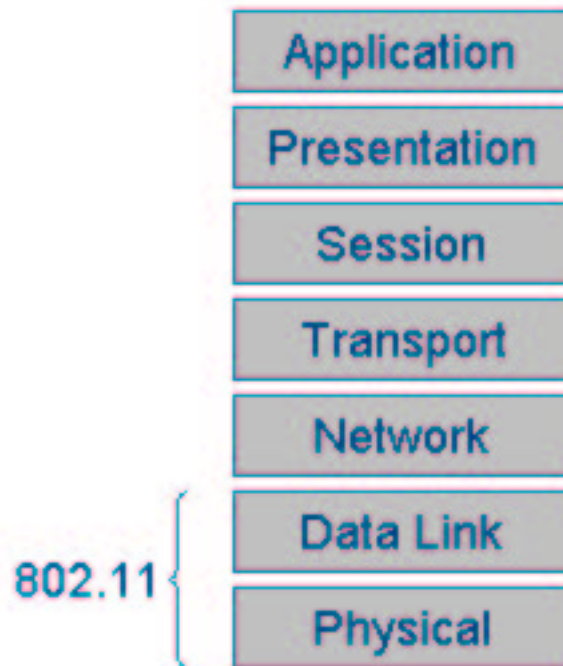 Application
Presentation
Session
Transport
Network
Data Link
802.11
Physical